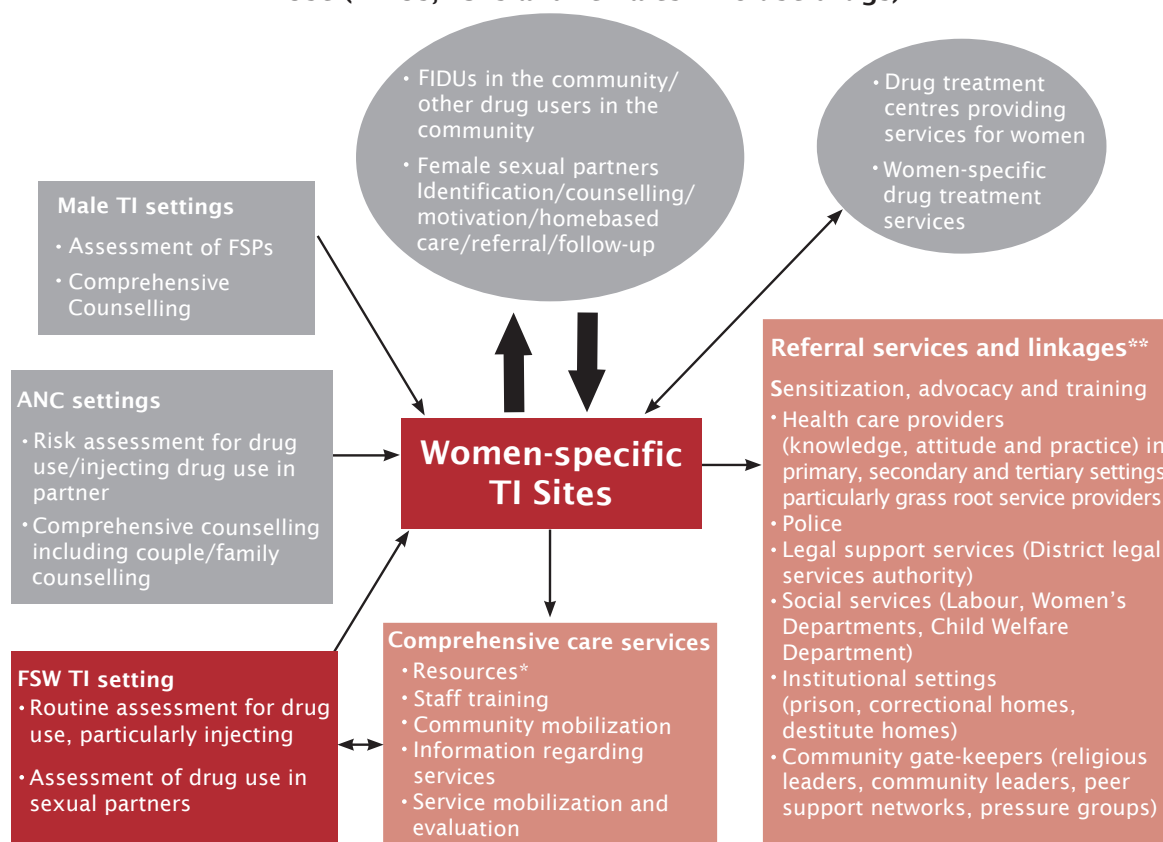 • FIDUs in the community/
other drug users in the
community
• Female sexual partners
Identification/counselling/
motivation/homebased
care/referral/follow-up
• Drug treatment
centres providing
services for women
• Women-specific
drug treatment
services
Male TI settings
• Assessment of FSPs
• Comprehensive
Counselling
ANC settings
• Risk assessment for drug
use/injecting drug use in
partner
• Comprehensive counselling
including couple/family
counselling
Women-specific
TI Sites
Referral services and linkages**
Sensitization, advocacy and training
• Health care providers
(knowledge, attitude and practice) in
primary, secondary and tertiary settings
particularly grass root service providers
• Police
• Legal support services (District legal
services authority)
• Social services (Labour, Women's
Departments, Child Welfare
Department)
• Institutional settings
(prison, correctional homes,
destitute homes)
• Community gate-keepers (religious
leaders, community leaders, peer
support networks, pressure groups)
FSW TI setting
• Routine assessment for drug
use, particularly injecting
• Assessment of drug use in
sexual partners
Comprehensive care services
• Resources*
• Staff training
• Community mobilization
• Information regarding
services
• Service mobilization and
evaluation